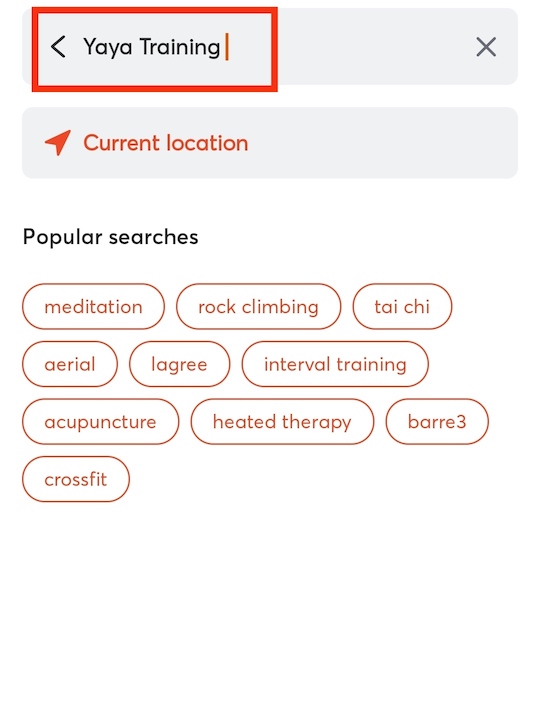 Yaya Training
Current location
Popular searches
meditation rock climbing tai chi
aerial lagree interval training
acupuncture heated therapy barre3
crossfit